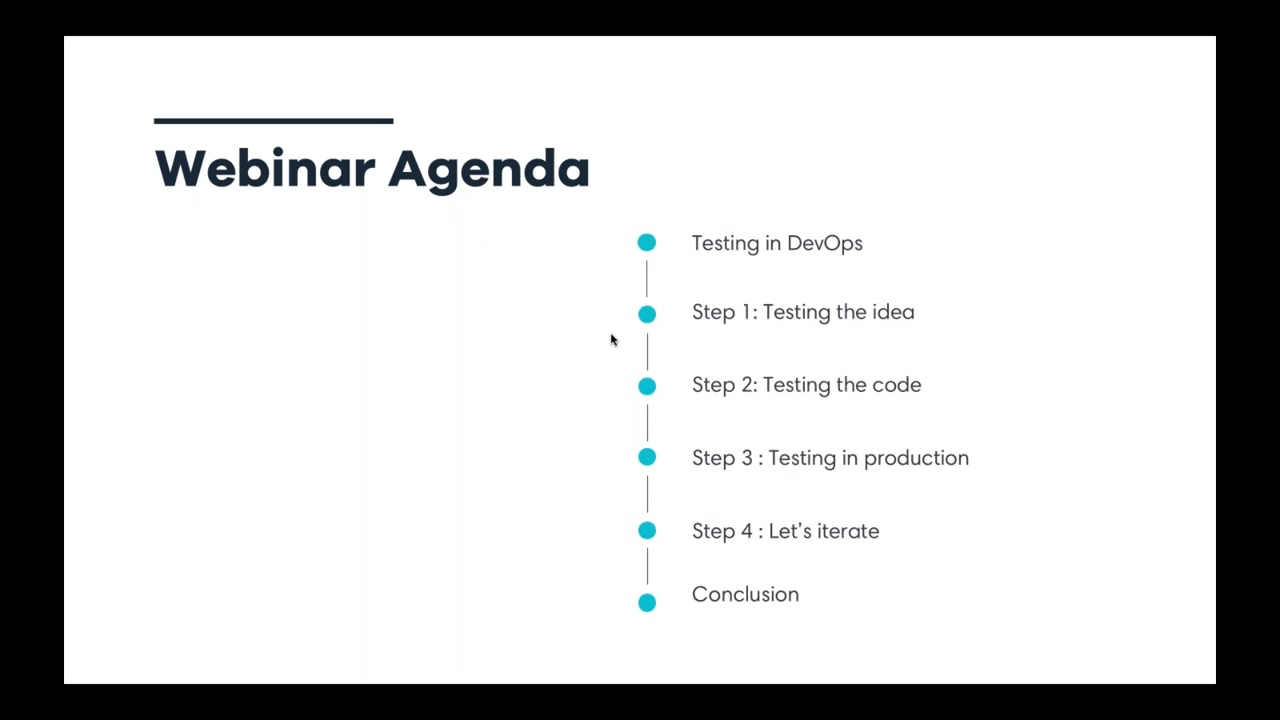 Webinar Agenda
Testing in DevOps
Step 1: Testing the idea
Step 2: Testing the code
Step 3 : Testing in production
Step 4 : Let’s iterate
Conclusion